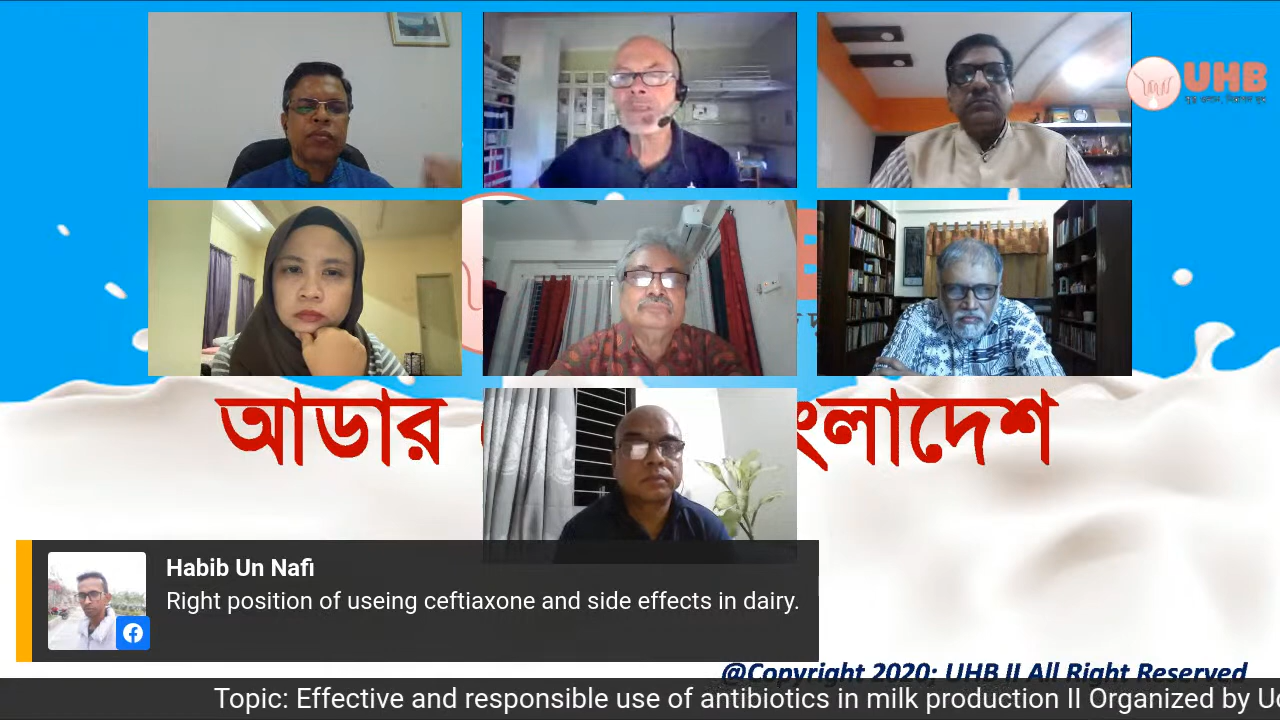 UHB
আডার
বাংলাদেশ
Habib Un Nafi
Right position of useing ceftiaxone and side effects in dairy.
@Copyright 2020; UHB II All Right Reserved
Topic: Effective and responsible use of antibiotics in milk production II Organized by